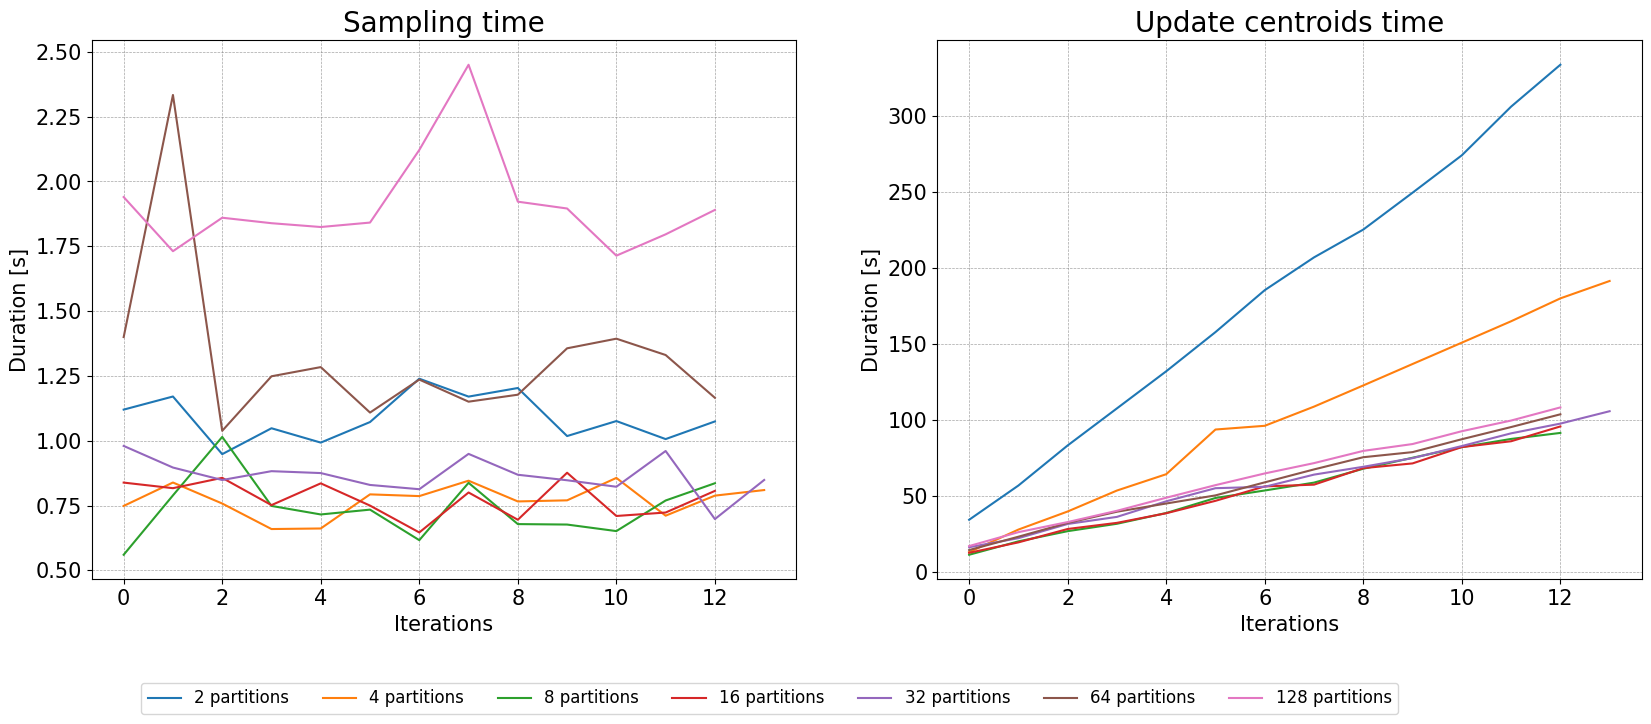 Sampling time
2.50
2.25
2.00
1.75
1.50
1.25
1.00
0.75
0.50
Duration [s]
0 2 4 6 8 10 12
Iterations
Update centroids time
300
250
200
150
100
50
0
Duration [s]
0 2 4 6 8 10 12
Iterations
2 partitions 4 partitions 8 partitions 16 partitions 32 partitions 64 partitions 128 partitions